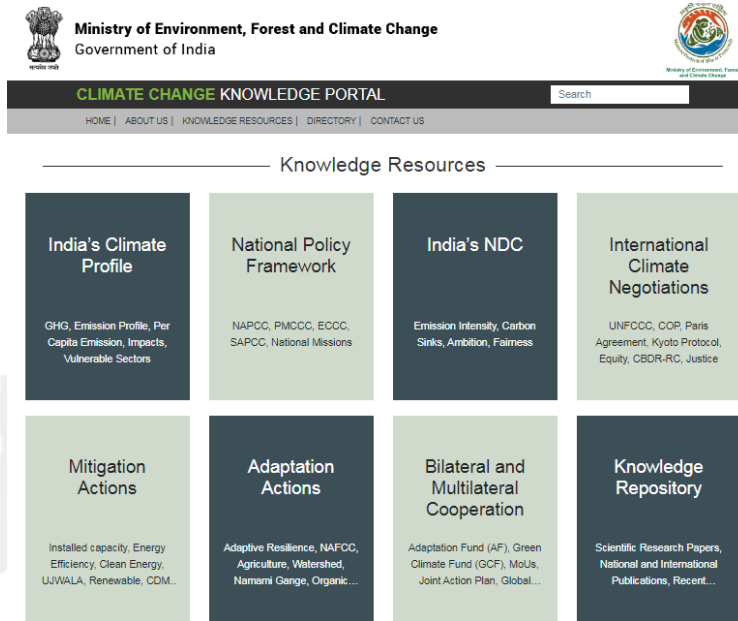 Ministry of Environment, Forest and Climate Change
Government of India
सत्यमेव जयते
Ministry of Environment, Fores
and Climate Change
CLIMATE CHANGE KNOWLEDGE PORTAL
Search
HOME | ABOUT US | KNOWLEDGE RESOURCES | DIRECTORY | CONTACT US
Knowledge Resources
India's Climate
Profile
GHG, Emission Profile, Per
Capita Emission, Impacts,
Vulnerable Sectors
National Policy
Framework
NAPCC, PMCCC, ECCC,
SAPCC, National Missions
India's NDC
Emission Intensity, Carbon
Sinks, Ambition, Fairness
International
Climate
Negotiations
UNFCCC, COP, Paris
Agreement, Kyoto Protocol,
Equity, CBDR-RC, Justice
Mitigation
Actions
Installed capacity, Energy
Efficiency, Clean Energy,
UJWALA, Renewable, CDM..
Adaptation
Actions
Adaptive Resilience, NAFCC,
Agriculture, Watershed,
Namami Gange, Organic...
Bilateral and
Multilateral
Cooperation
Adaptation Fund (AF), Green
Climate Fund (GCF), MoUs,
Joint Action Plan, Global...
Knowledge
Repository
Scientific Research Papers,
National and International
Publications, Recent...